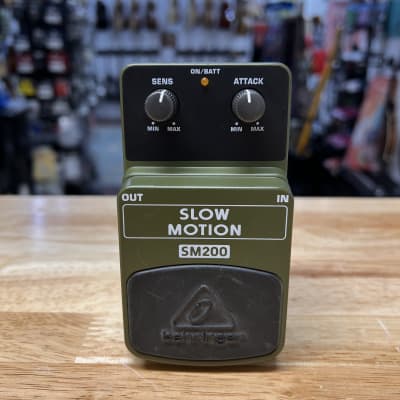 ON/BATT
SENS ATTACK
MIN MAX MIN MAX
OUT IN
SLOW
MOTION
SM200
behringer